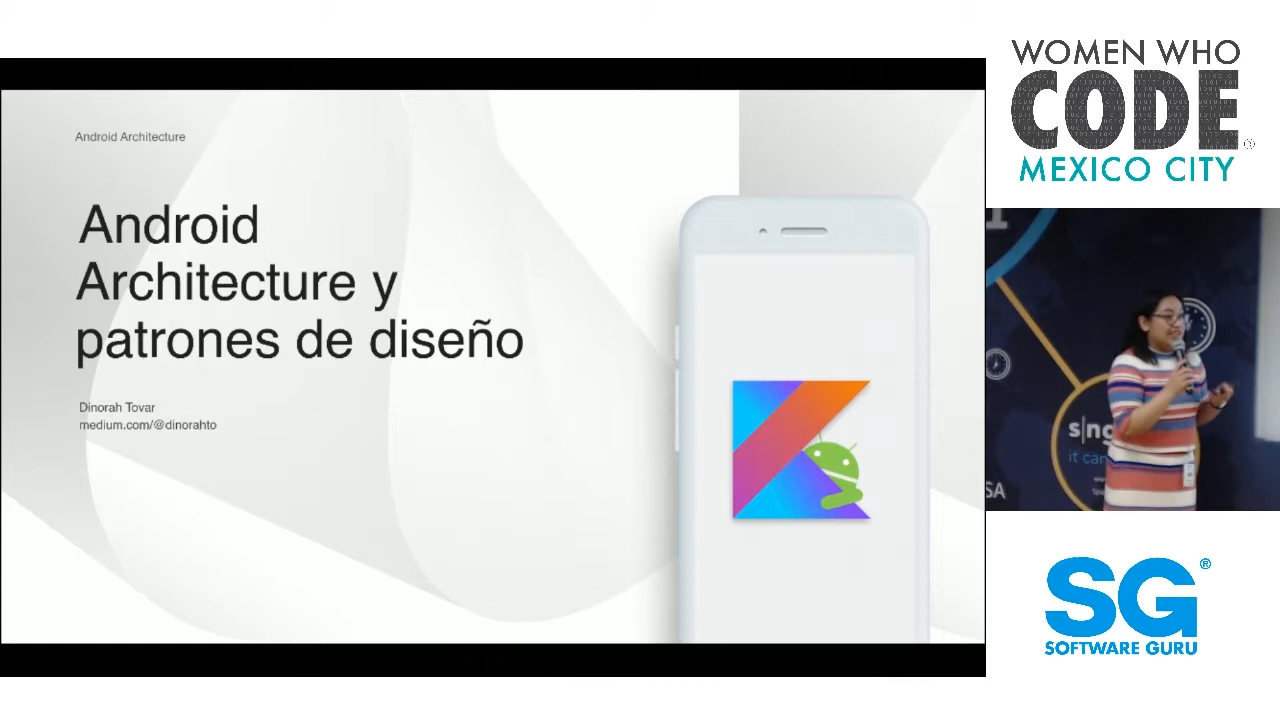 Android Architecture
Android
Architecture y
patrones de diseño
Dinorah Tovar
medium.com/@dinorahto
WOMEN WHO
CODE
MEXICO CITY
SG
SOFTWARE GURU